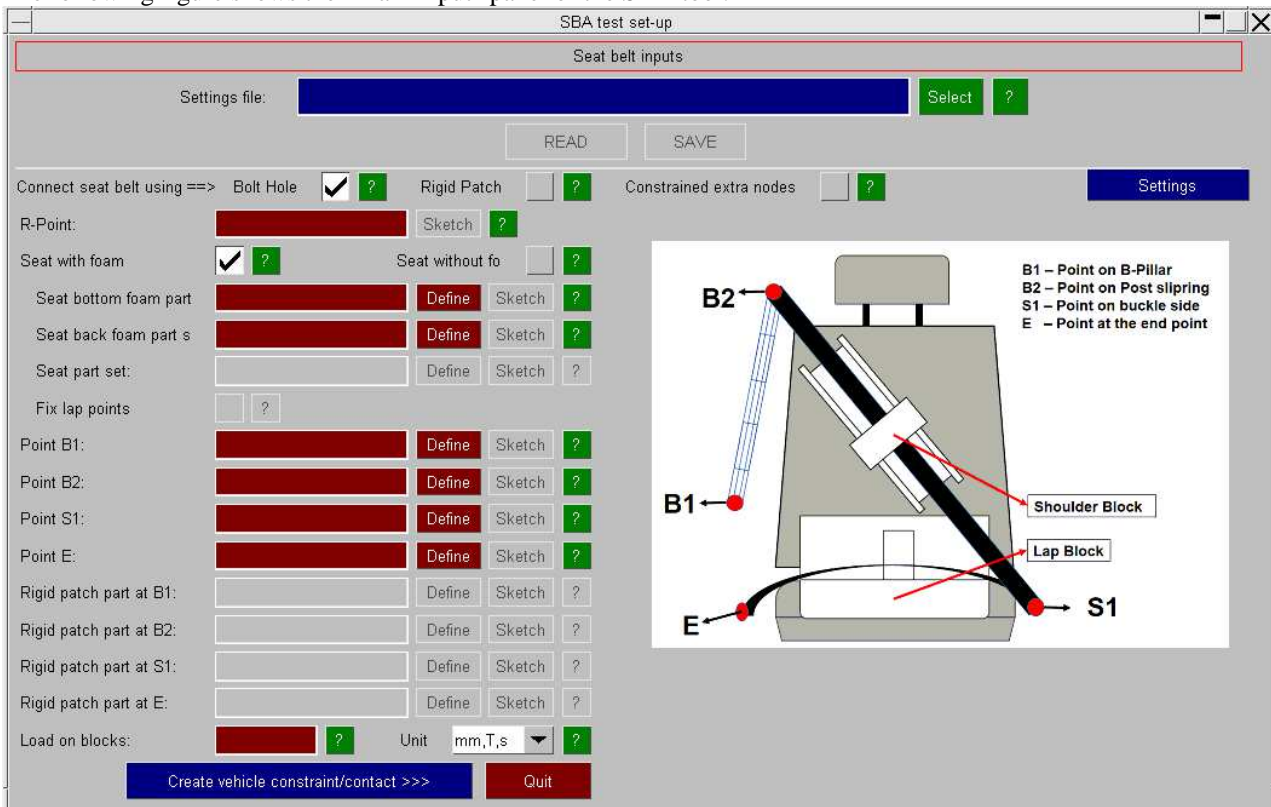 SBA test set-up
Seat belt inputs
Settings file: Select ?
READ SAVE
Connect seat belt using ==> Bolt Hole ? Rigid Patch ? Constrained extra nodes ? Settings
R-Point: Sketch ?
Seat with foam ? Seat without fo ?
Seat bottom foam part Define Sketch ?
Seat back foam part s Define Sketch ?
Seat part set: Define Sketch ?
Fix lap points ?
Point B1: Define Sketch ?
Point B2: Define Sketch ?
Point S1: Define Sketch ?
Point E: Define Sketch ?
Rigid patch part at B1: Define Sketch ?
Rigid patch part at B2: Define Sketch ?
Rigid patch part at S1: Define Sketch ?
Rigid patch part at E: Define Sketch ?
Load on blocks: ? Unit mm,T,s ?
Create vehicle constraint/contact >>> Quit
B1 – Point on B-Pillar
B2 – Point on Post slipring
S1 – Point on buckle side
E – Point at the end point
B2
B1
Shoulder Block
Lap Block
E
S1